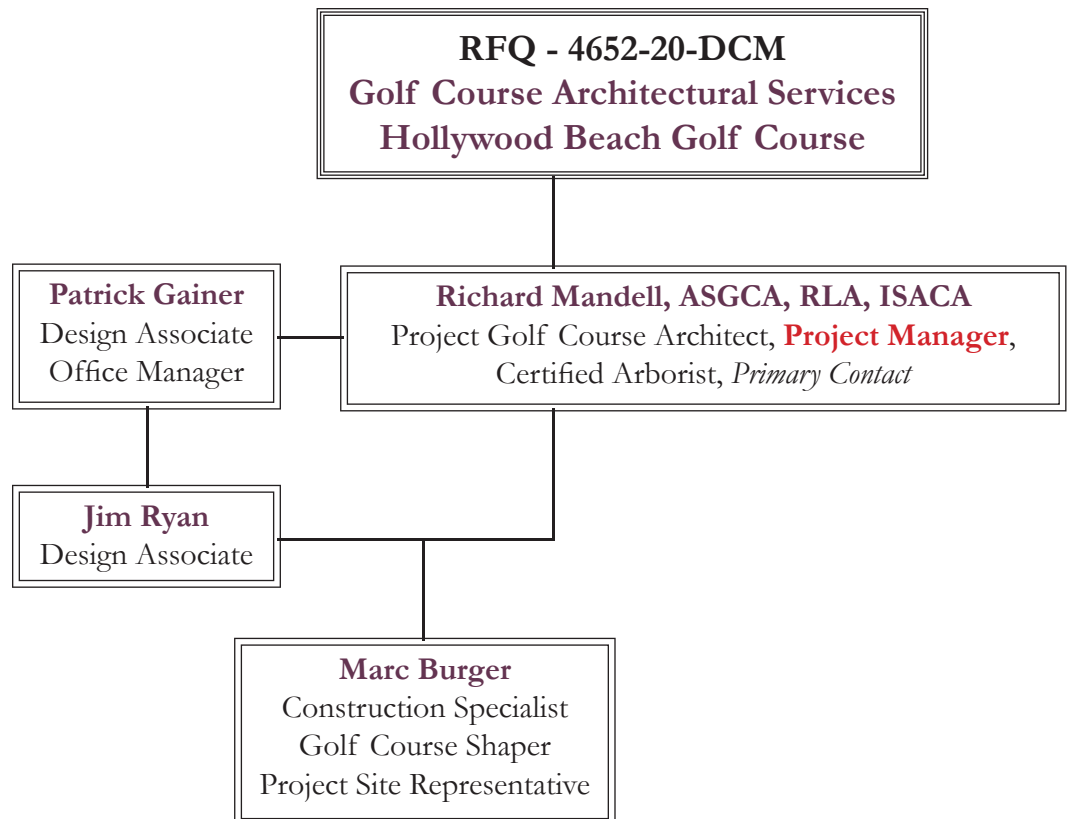 RFQ - 4652-20-DCM
Golf Course Architectural Services
Hollywood Beach Golf Course
Patrick Gainer
Design Associate
Office Manager
Richard Mandell, ASGCA, RLA, ISACA
Project Golf Course Architect, Project Manager,
Certified Arborist, Primary Contact
Jim Ryan
Design Associate
Marc Burger
Construction Specialist
Golf Course Shaper
Project Site Representative